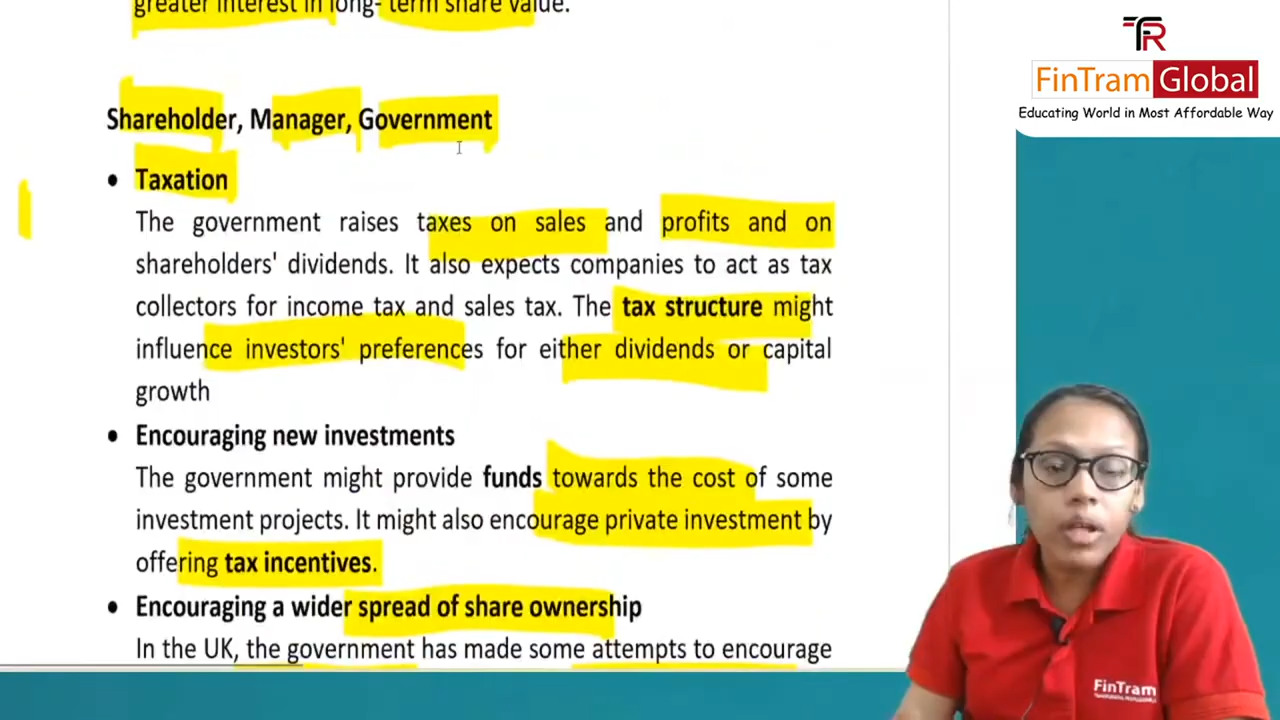 greater interest in long- term share value.
Shareholder, Manager, Government
• Taxation
The government raises taxes on sales and profits and on
shareholders' dividends. It also expects companies to act as tax
collectors for income tax and sales tax. The tax structure might
influence investors' preferences for either dividends or capital
growth
• Encouraging new investments
The government might provide funds towards the cost of some
investment projects. It might also encourage private investment by
offering tax incentives.
• Encouraging a wider spread of share ownership
In the UK, the government has made some attempts to encourage
TR
FinTram Global
Educating World in Most Affordable Way
FinTram